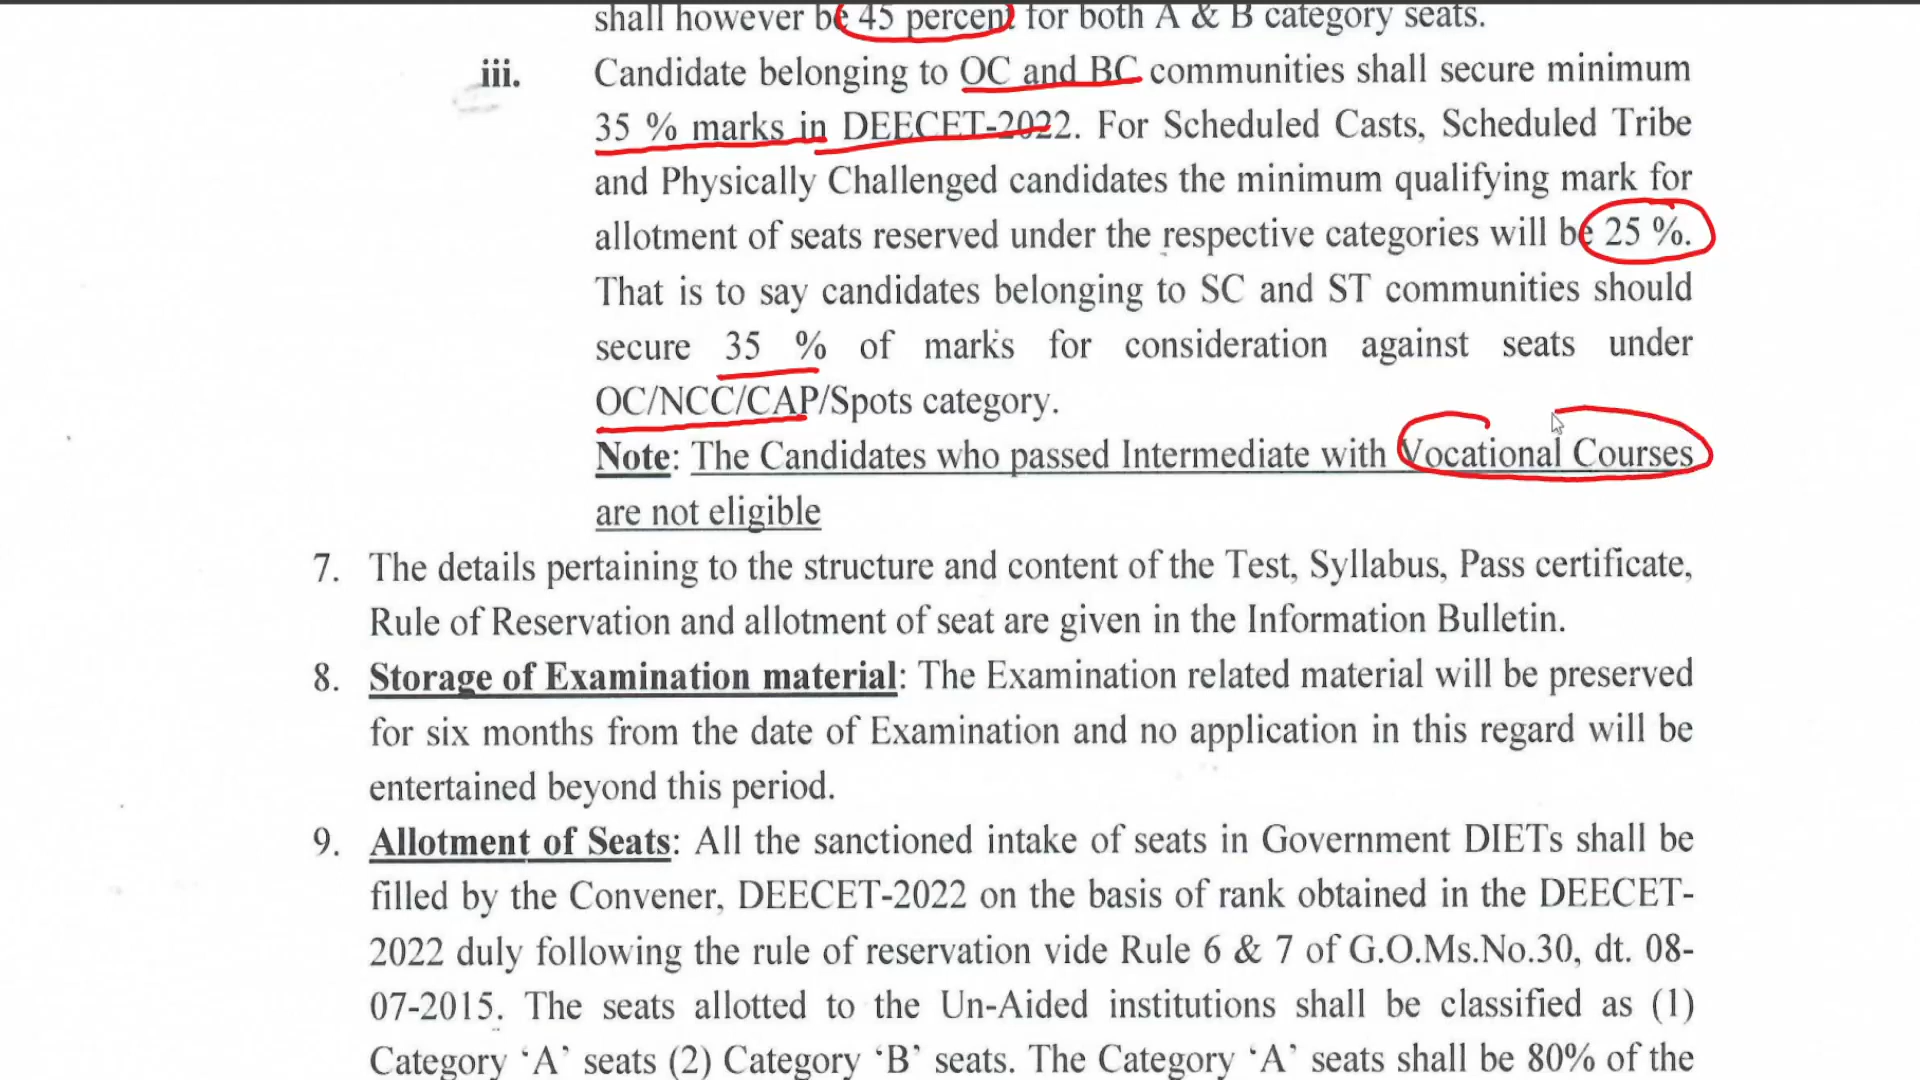 shall however be 45 percent for both A & B category seats.
iii. Candidate belonging to OC and BC communities shall secure minimum
35 % marks in DEECET-2022. For Scheduled Casts, Scheduled Tribe
and Physically Challenged candidates the minimum qualifying mark for
allotment of seats reserved under the respective categories will be 25 %.
That is to say candidates belonging to SC and ST communities should
secure 35 % of marks for consideration against seats under
OC/NCC/CAP/Spots category.
Note: The Candidates who passed Intermediate with Vocational Courses
are not eligible
7. The details pertaining to the structure and content of the Test, Syllabus, Pass certificate,
Rule of Reservation and allotment of seat are given in the Information Bulletin.
8. Storage of Examination material: The Examination related material will be preserved
for six months from the date of Examination and no application in this regard will be
entertained beyond this period.
9. Allotment of Seats: All the sanctioned intake of seats in Government DIETs shall be
filled by the Convener, DEECET-2022 on the basis of rank obtained in the DEECET-
2022 duly following the rule of reservation vide Rule 6 & 7 of G.O.Ms.No.30, dt. 08-
07-2015. The seats allotted to the Un-Aided institutions shall be classified as (1)
Category ‘A’ seats (2) Category ‘B’ seats. The Category ‘A’ seats shall be 80% of the